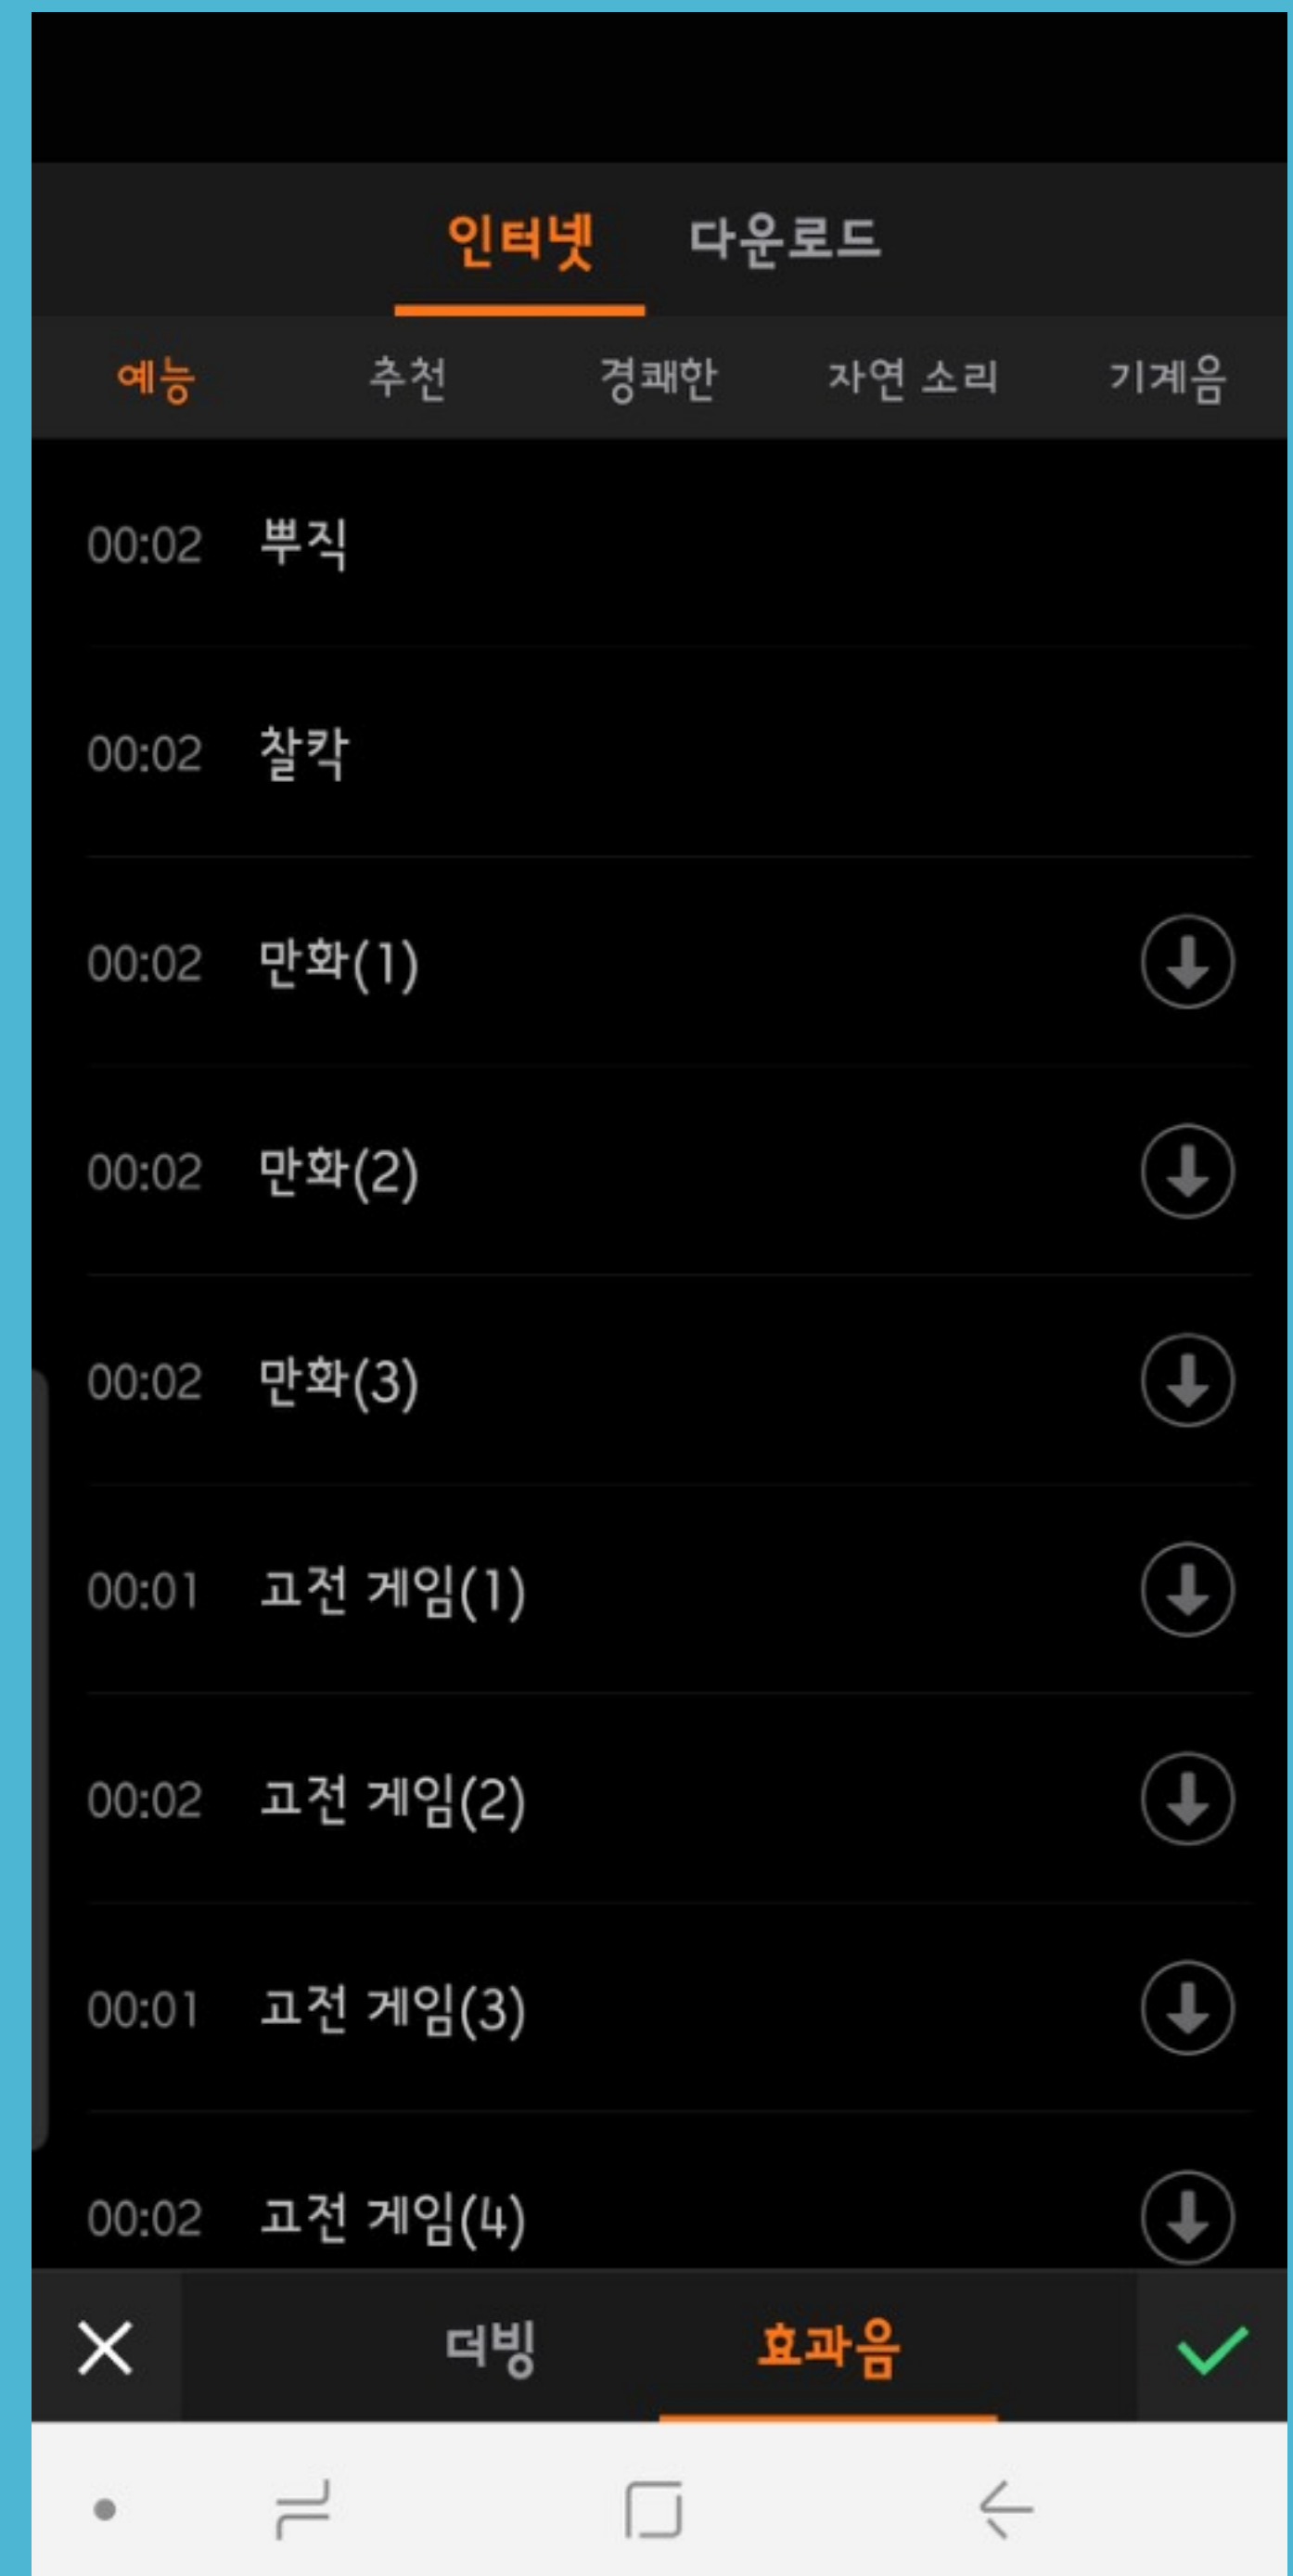 인터넷 다운로드
예능 추천 경쾌한 자연 소리 기계음
00:02 뿌직
00:02 찰칵
00:02 만화(1)
00:02 만화(2)
00:02 만화(3)
00:01 고전 게임(1)
00:02 고전 게임(2)
00:01 고전 게임(3)
00:02 고전 게임(4)
더빙 효과음